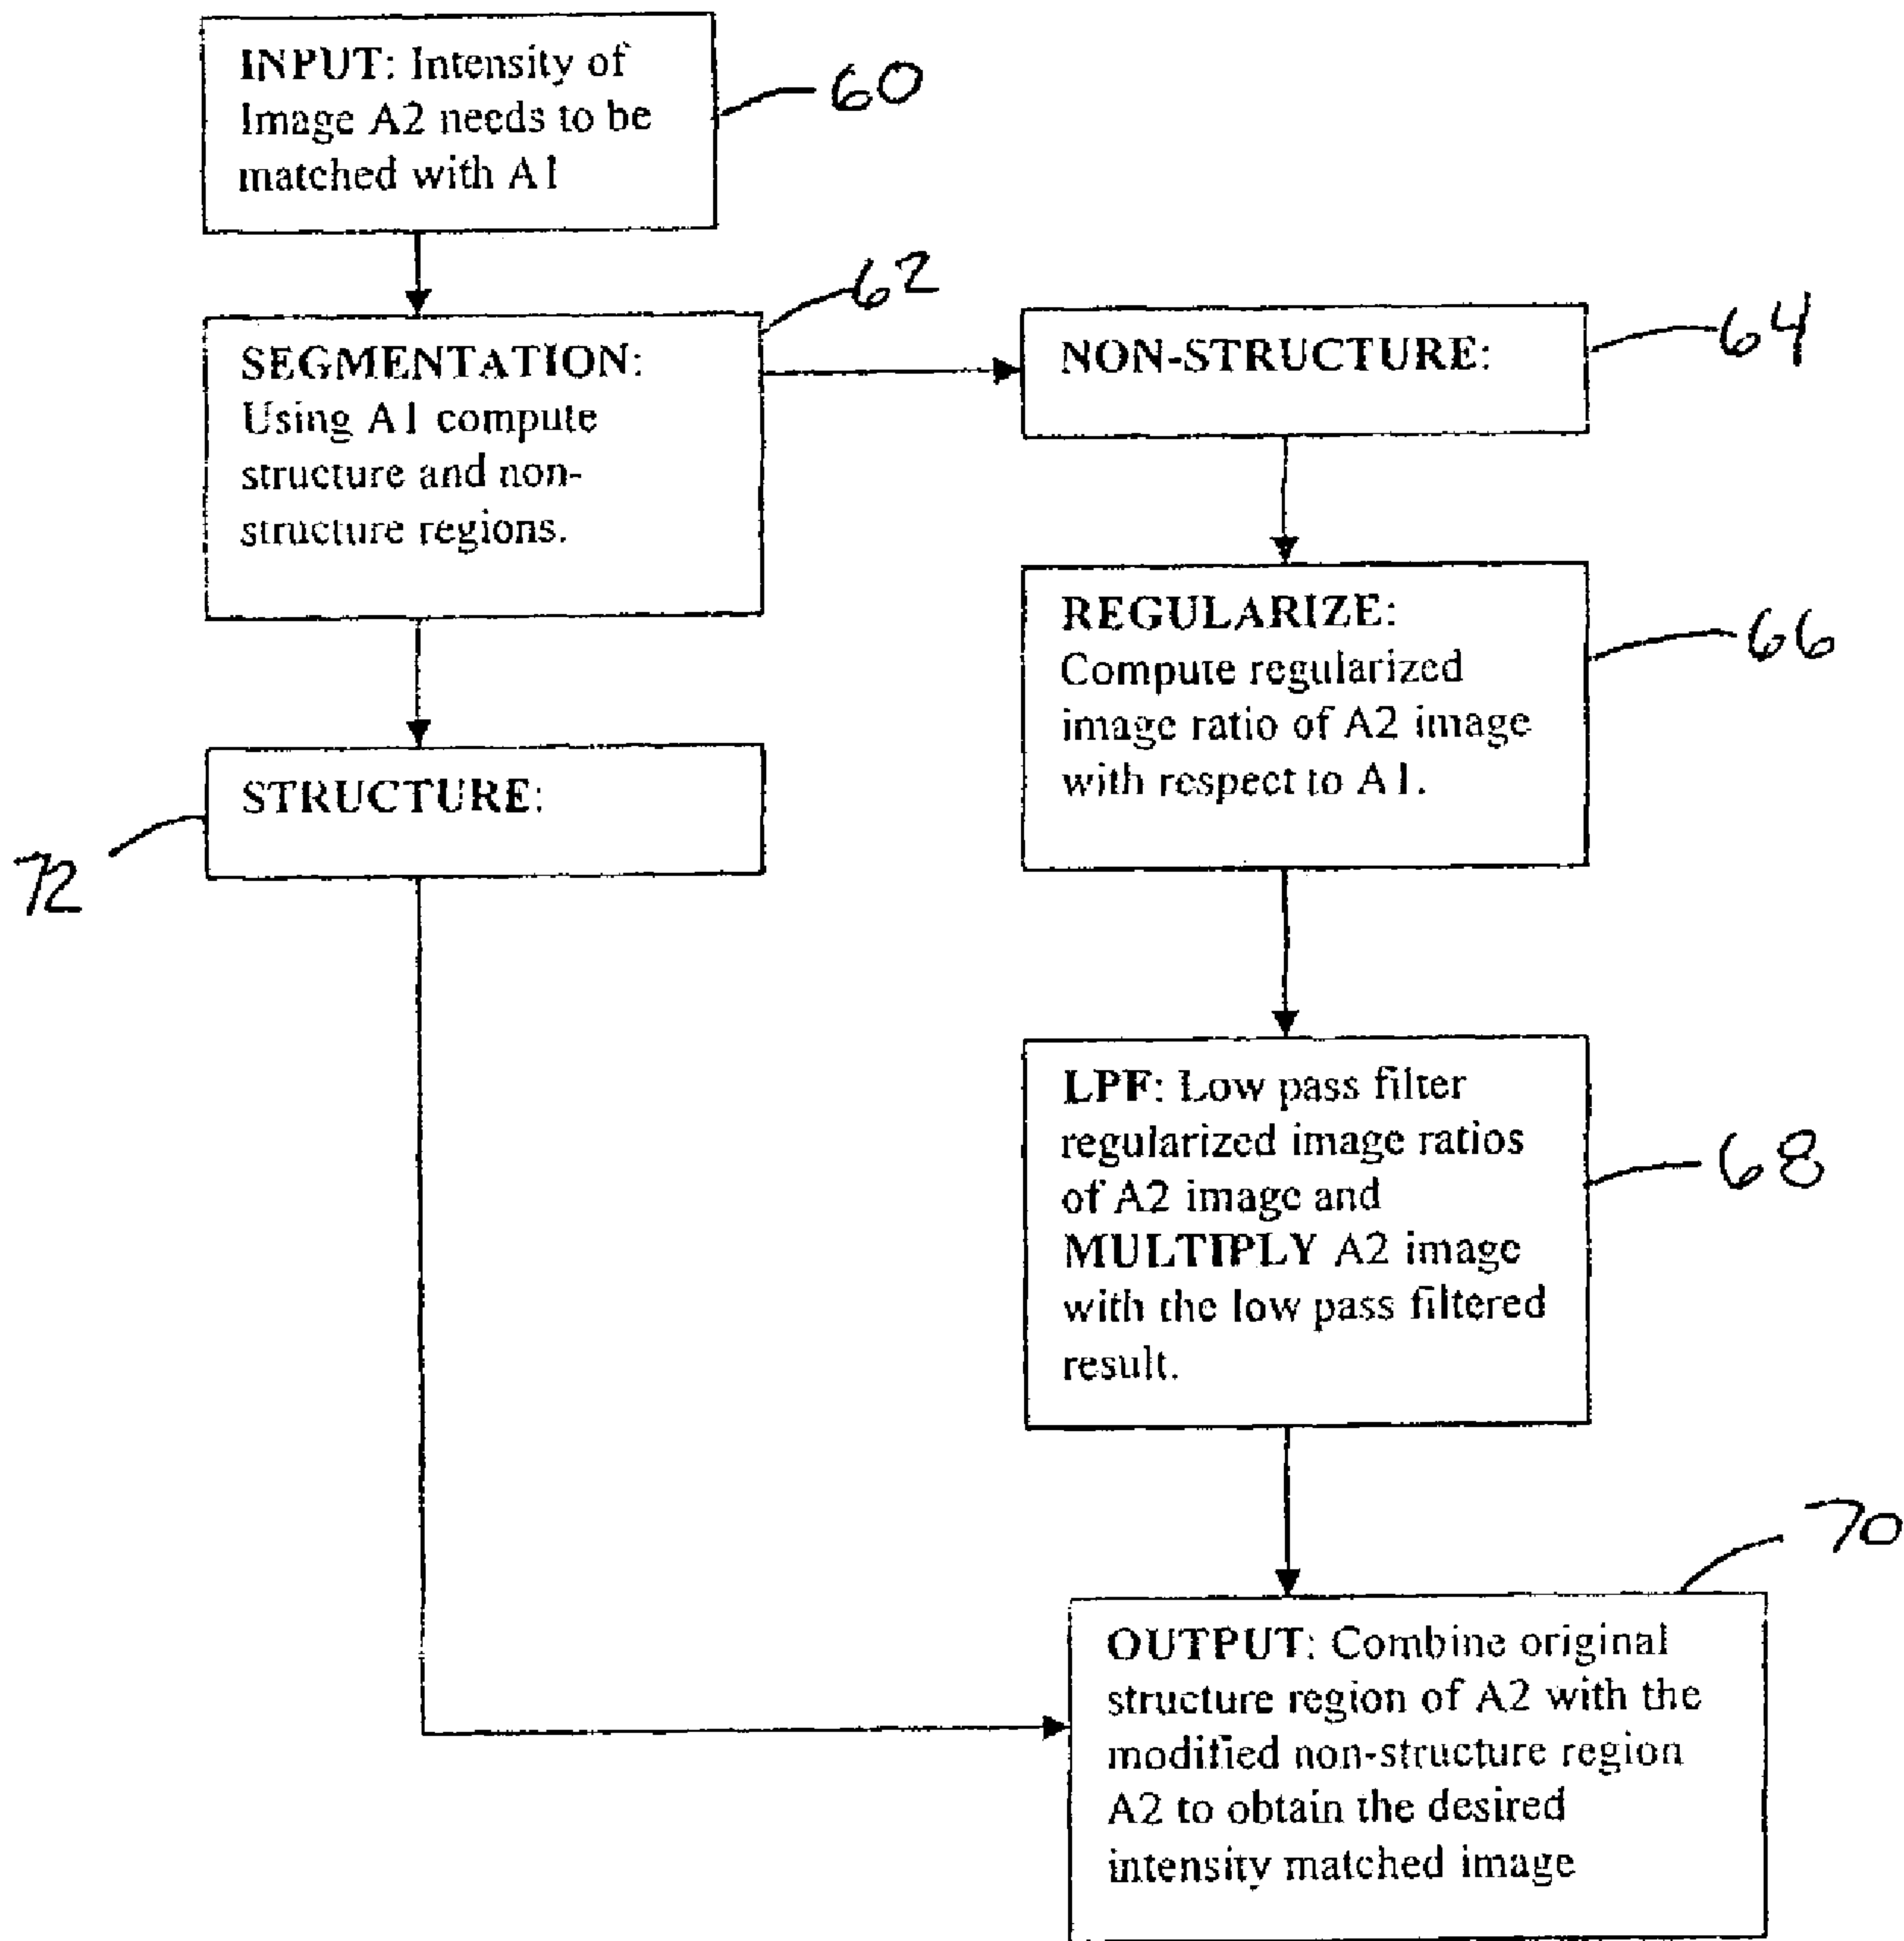 INPUT: Intensity of
Image A2 needs to be
matched with A1
60
SEGMENTATION:
Using A1 compute
structure and non-
structure regions.
62
NON-STRUCTURE:
64
REGULARIZE:
Compute regularized
image ratio of A2 image
with respect to A1.
66
STRUCTURE:
72
LPF: Low pass filter
regularized image ratios
of A2 image and
MULTIPLY A2 image
with the low pass filtered
result.
68
OUTPUT: Combine original
structure region of A2 with the
modified non-structure region
A2 to obtain the desired
intensity matched image
70